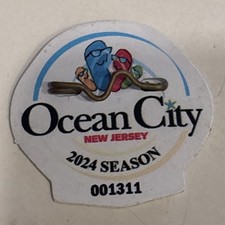 Ocean City
NEW JERSEY
2024 SEASON
001311